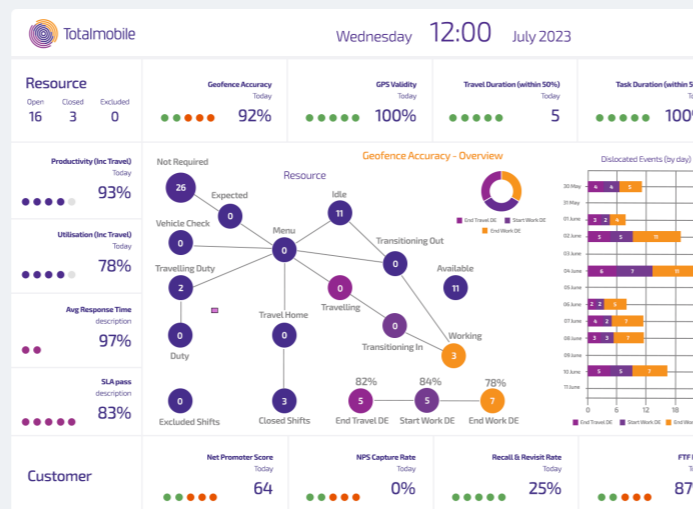 Totalmobile
Wednesday 12:00 July 2023
Resource
Open Closed Excluded
16 3 0
Geofence Accuracy
Today
92%
GPS Validity
Today
100%
Travel Duration (within 50%)
Today
5
Task Duration (within 5
100
Productivity (Inc Travel)
Today
93%
Utilisation (Inc Travel)
Today
78%
Avg Response Time
description
97%
SLA pass
description
83%
Geofence Accuracy - Overview
Resource
Not Required
26
Expected
0
Idle
11
Vehicle Check
0
Menu
0
Transitioning Out
0
Travelling Duty
2
Available
11
0
Travelling
Travel Home
0
0
Transitioning In
Working
3
0
Duty
0
Excluded Shifts
3
Closed Shifts
82% 84% 78%
5 5 7
End Travel DE Start Work DE End Work DE
End Travel DE Start Work DE
End Work DE
Dislocated Events (by day)
30 May 4 4 5
31 May
01 June 2 2 4
02 June 5 5 11
03 June
04 June 6 7 11
05 June
06 June 2 2 5
07 June 4 2 7
08 June 3 3 5
09 June
10 June 5 5 7
11 June
0 6 12 18
End Travel DE Start Work DE End Wor
Customer
Net Promoter Score
Today
64
NPS Capture Rate
Today
0%
Recall & Revisit Rate
Today
25%
FTF
87